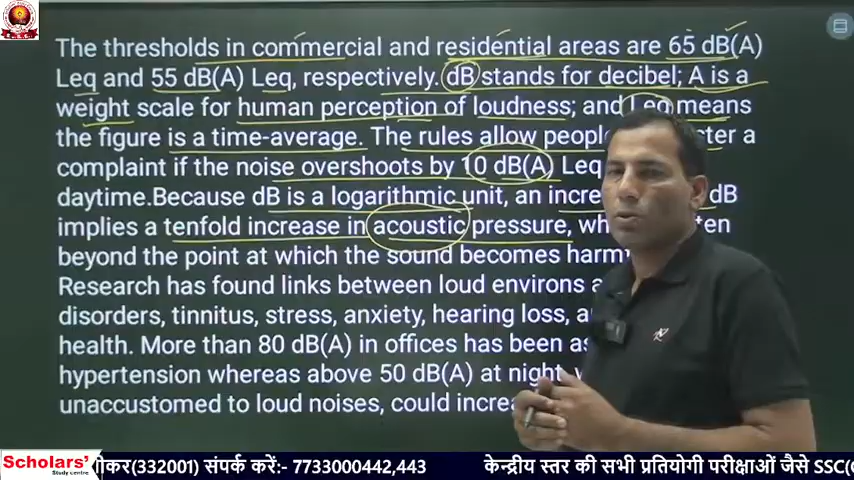 The thresholds in commercial and residential areas are 65 dB(A)
Leq and 55 dB(A) Leq, respectively. dB stands for decibel; A is a
weight scale for human perception of loudness; and Leq means
the figure is a time-average. The rules allow a
complaint if the noise overshoots by 10 dB(A) Leq
daytime.Because dB is a logarithmic unit, an dB
implies a tenfold increase in acoustic pressure,
beyond the point at which the sound becomes
Research has found links between loud environs
disorders, tinnitus, stress, anxiety, hearing loss,
health. More than 80 dB(A) in offices has been
hypertension whereas above 50 dB(A) at night,
unaccustomed to loud noises, could
Scholars'
Study centre
(332001) संपर्क करें:- 7733000442,443 केन्द्रीय स्तर की सभी प्रतियोगी परीक्षाओं जैसे